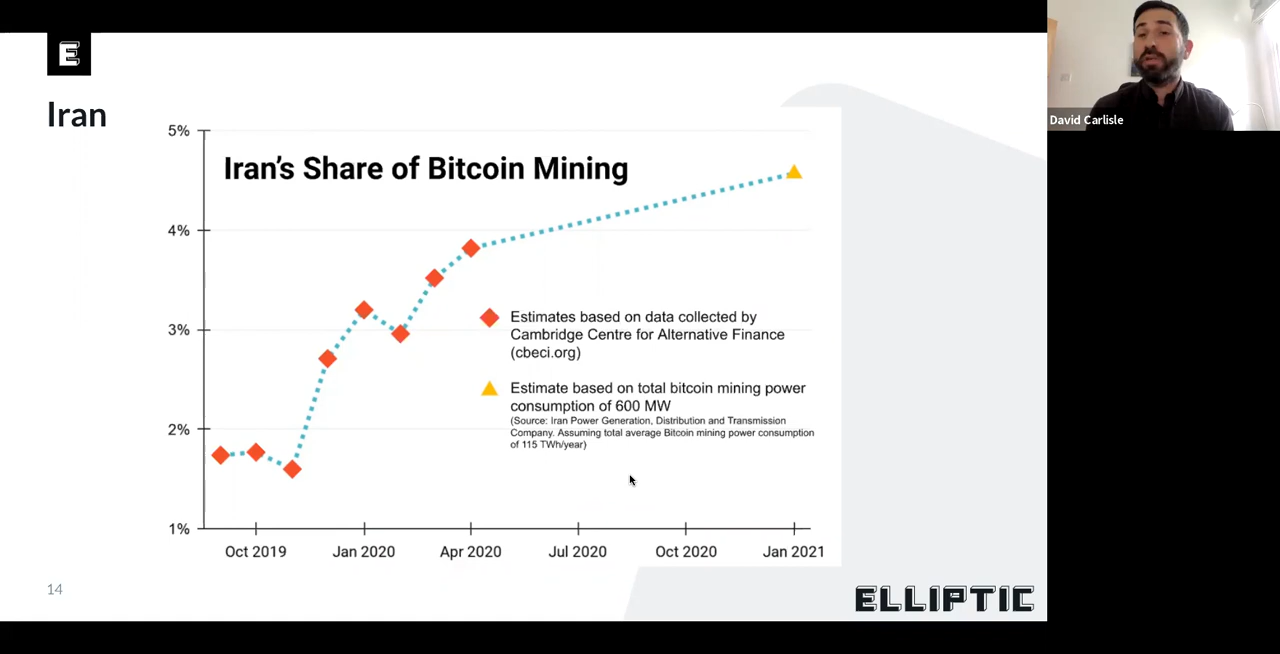 E
Iran
5%
Iran's Share of Bitcoin Mining
4%
3%
2%
1%
Estimates based on data collected by
Cambridge Centre for Alternative Finance
(cbeci.org)
Estimate based on total bitcoin mining power
consumption of 600 MW
(Source: Iran Power Generation, Distribution and Transmission
Company. Assuming total average Bitcoin mining power consumption
of 115 TWh/year)
Oct 2019 Jan 2020 Apr 2020 Jul 2020 Oct 2020 Jan 2021
14
ELLIPTIC
David Carlisle